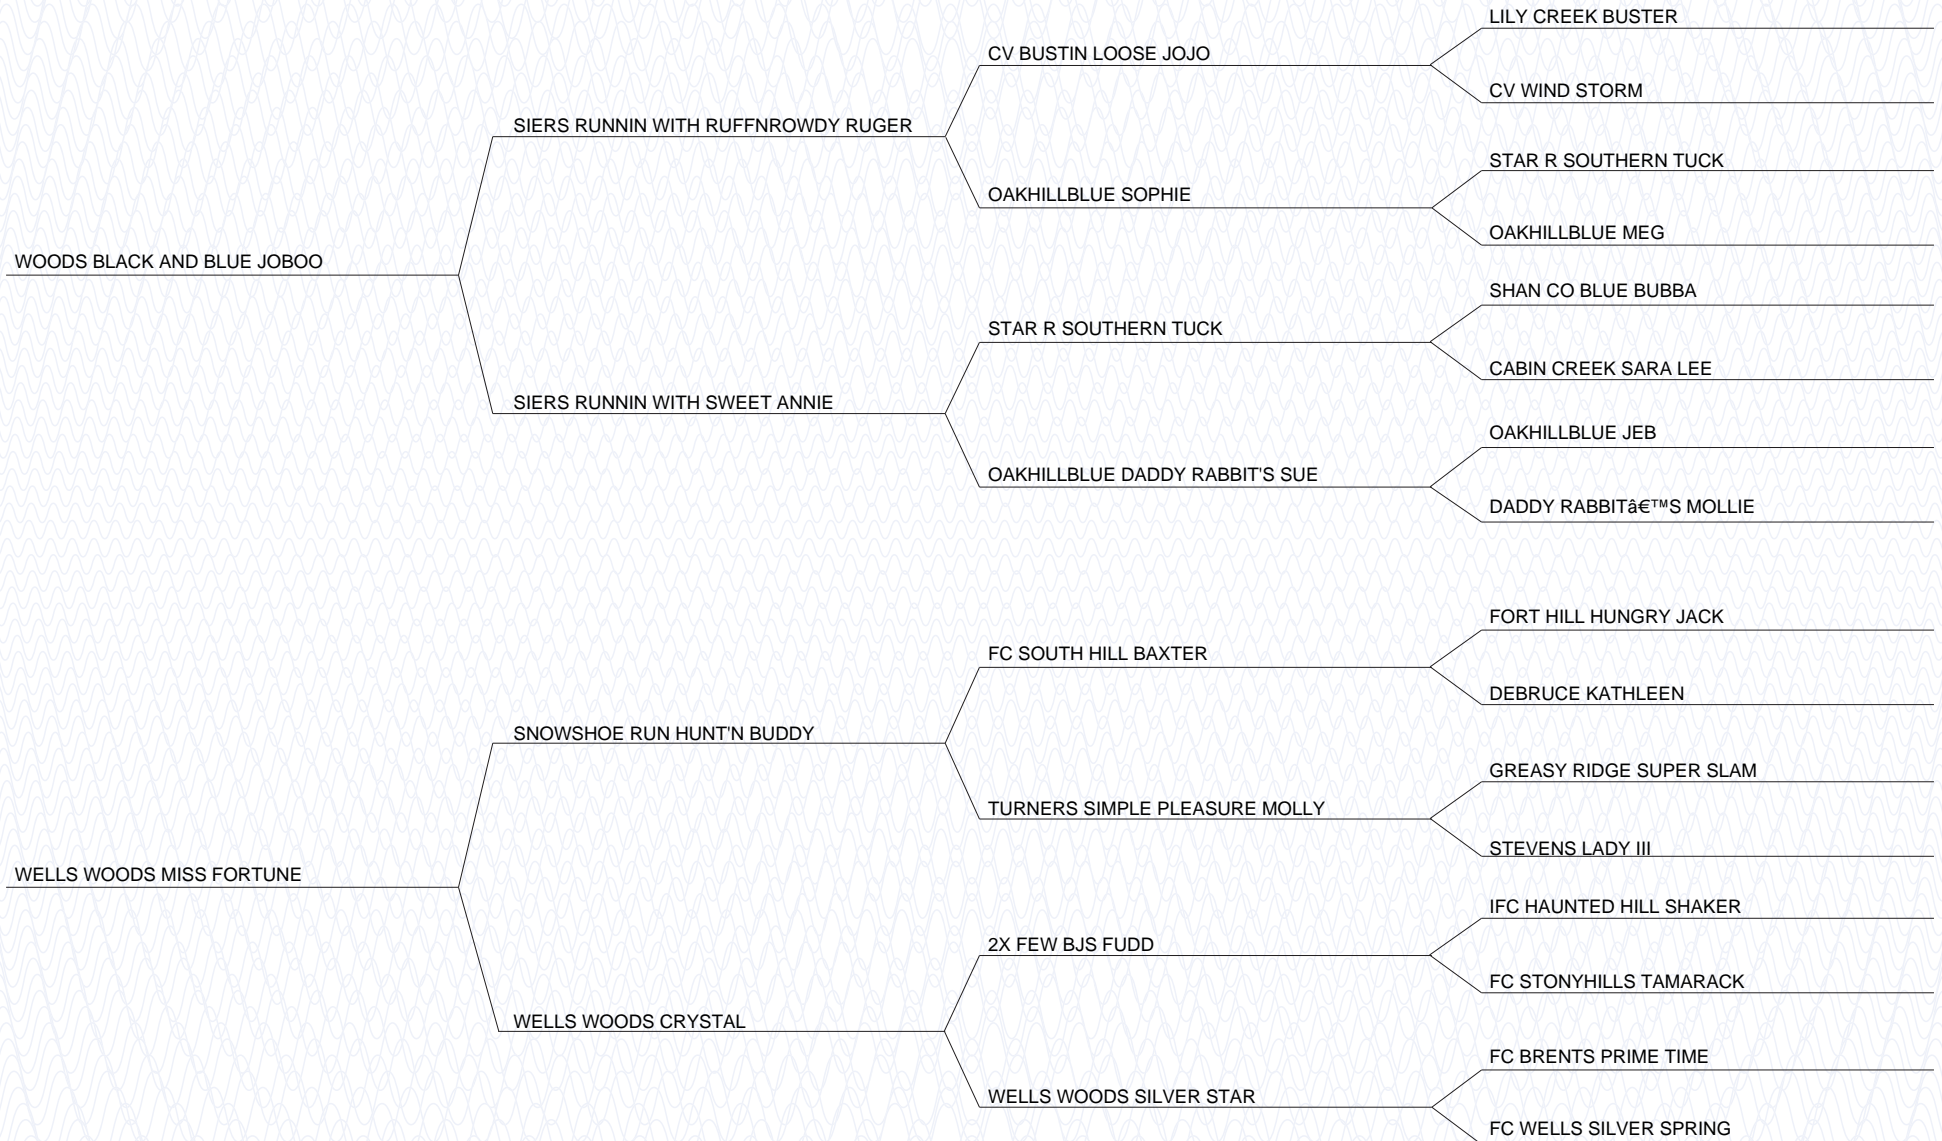 LILY CREEK BUSTER
CV BUSTIN LOOSE JOJO
CV WIND STORM
SIERS RUNNIN WITH RUFFNROWDY RUGER
STAR R SOUTHERN TUCK
OAKHILLBLUE SOPHIE
OAKHILLBLUE MEG
WOODS BLACK AND BLUE JOBOO
SHAN CO BLUE BUBBA
STAR R SOUTHERN TUCK
CABIN CREEK SARA LEE
SIERS RUNNIN WITH SWEET ANNIE
OAKHILLBLUE JEB
OAKHILLBLUE DADDY RABBIT'S SUE
DADDY RABBITâ€™S MOLLIE
FORT HILL HUNGRY JACK
FC SOUTH HILL BAXTER
DEBRUCE KATHLEEN
SNOWSHOE RUN HUNT'N BUDDY
GREASY RIDGE SUPER SLAM
TURNERS SIMPLE PLEASURE MOLLY
STEVENS LADY III
WELLS WOODS MISS FORTUNE
IFC HAUNTED HILL SHAKER
2X FEW BJS FUDD
FC STONYHILLS TAMARACK
WELLS WOODS CRYSTAL
FC BRENTS PRIME TIME
WELLS WOODS SILVER STAR
FC WELLS SILVER SPRING